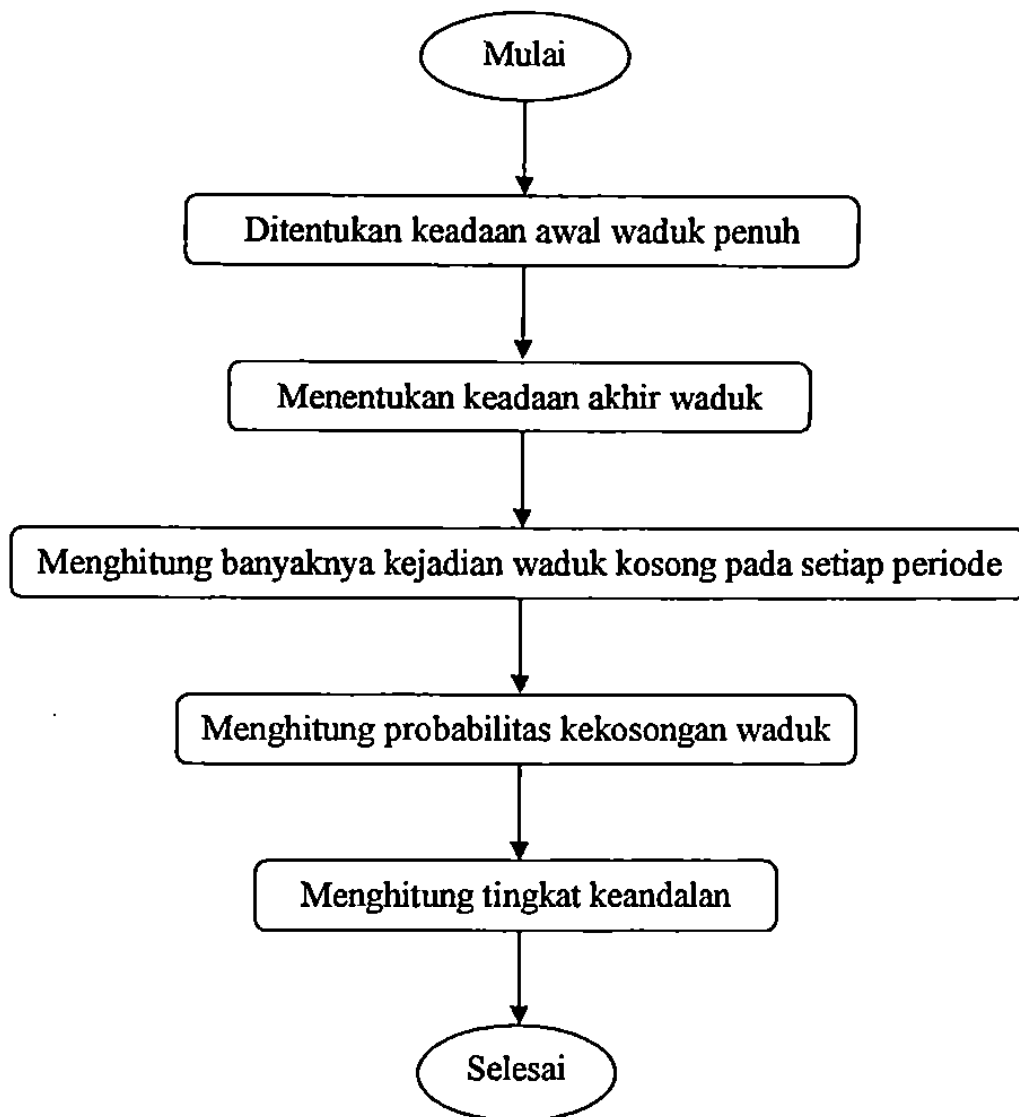 Mulai
Ditentukan keadaan awal waduk penuh
Menentukan keadaan akhir waduk
Menghitung banyaknya kejadian waduk kosong pada setiap periode
Menghitung probabilitas kekosongan waduk
Menghitung tingkat keandalan
Selesai